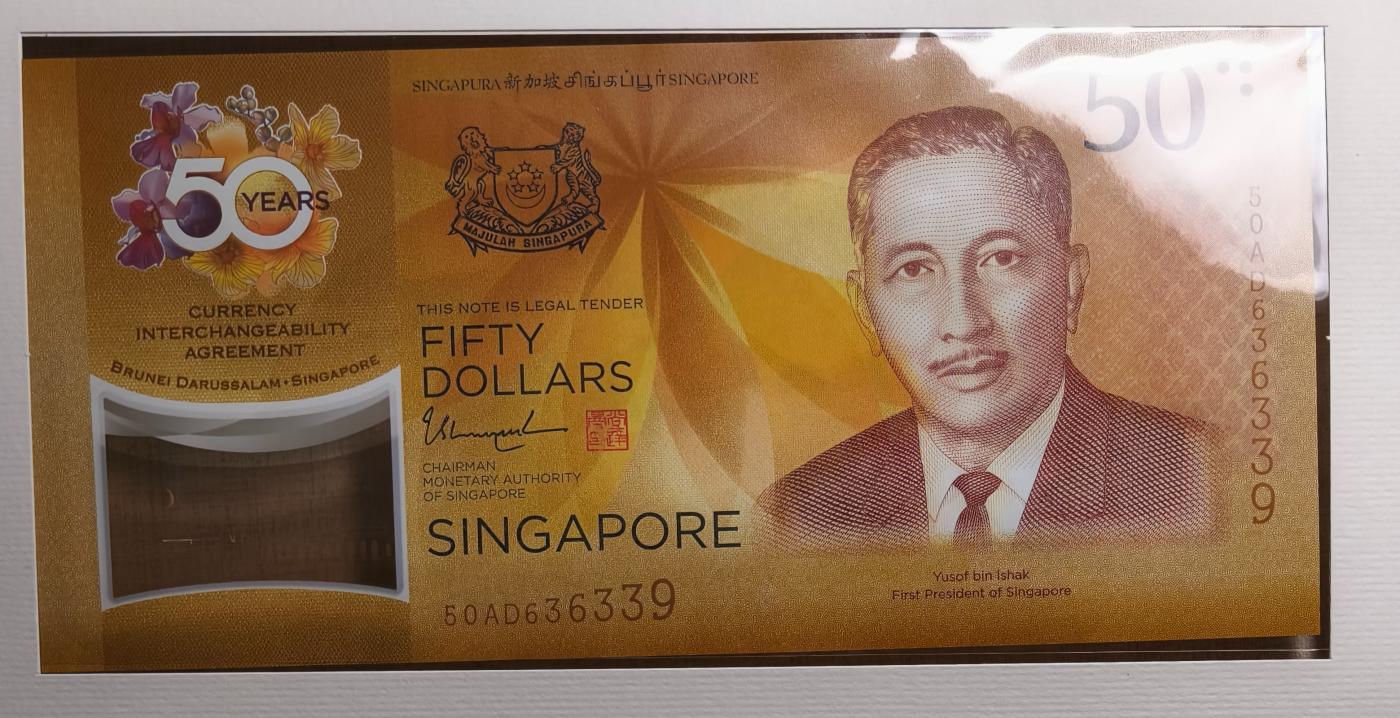 SINGAPURA 新加坡 சிங்கப்பூர் SINGAPORE
50
50 YEARS
CURRENCY
INTERCHANGEABILITY
AGREEMENT
BRUNEI DARUSSALAM • SINGAPORE
MAJULAH SINGAPURA
THIS NOTE IS LEGAL TENDER
FIFTY
DOLLARS
CHAIRMAN
MONETARY AUTHORITY
OF SINGAPORE
SINGAPORE
50AD636339
50AD636339
Yusof bin Ishak
First President of Singapore